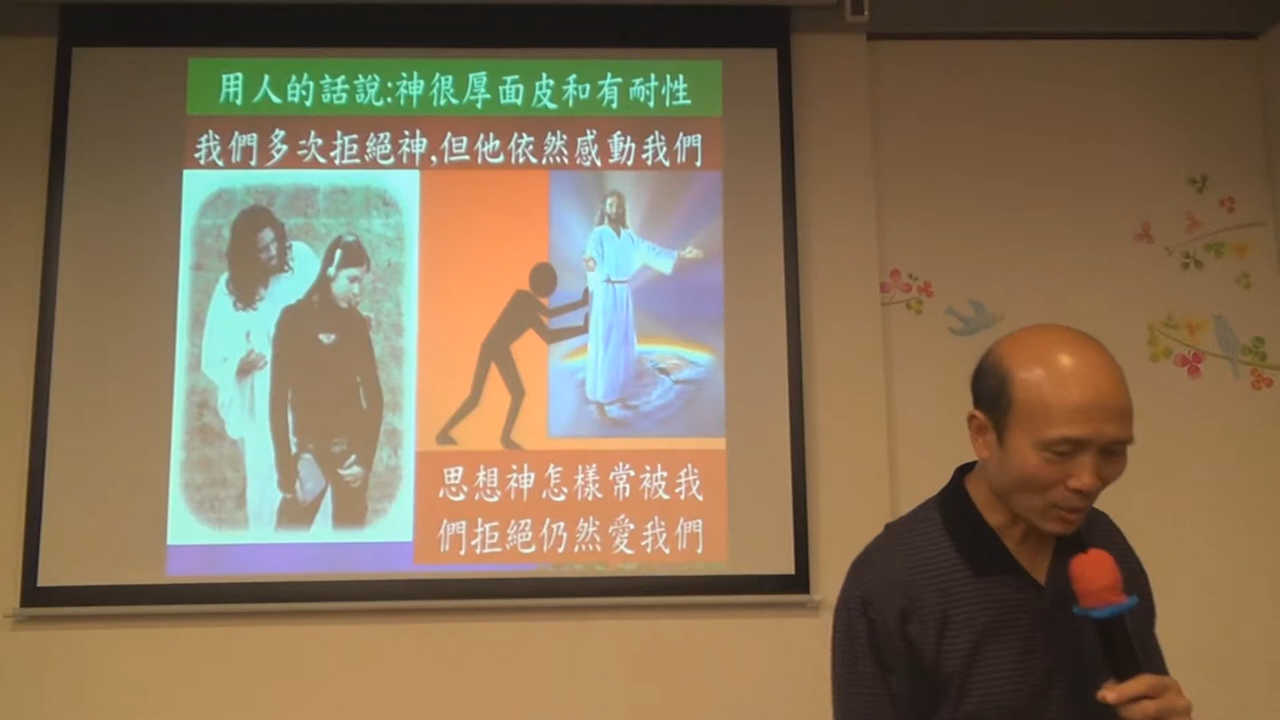 用人的話說:神很厚面皮和有耐性
我們多次拒絕神,但他依然感動我們
思想神怎樣常被我
們拒絕仍然愛我們